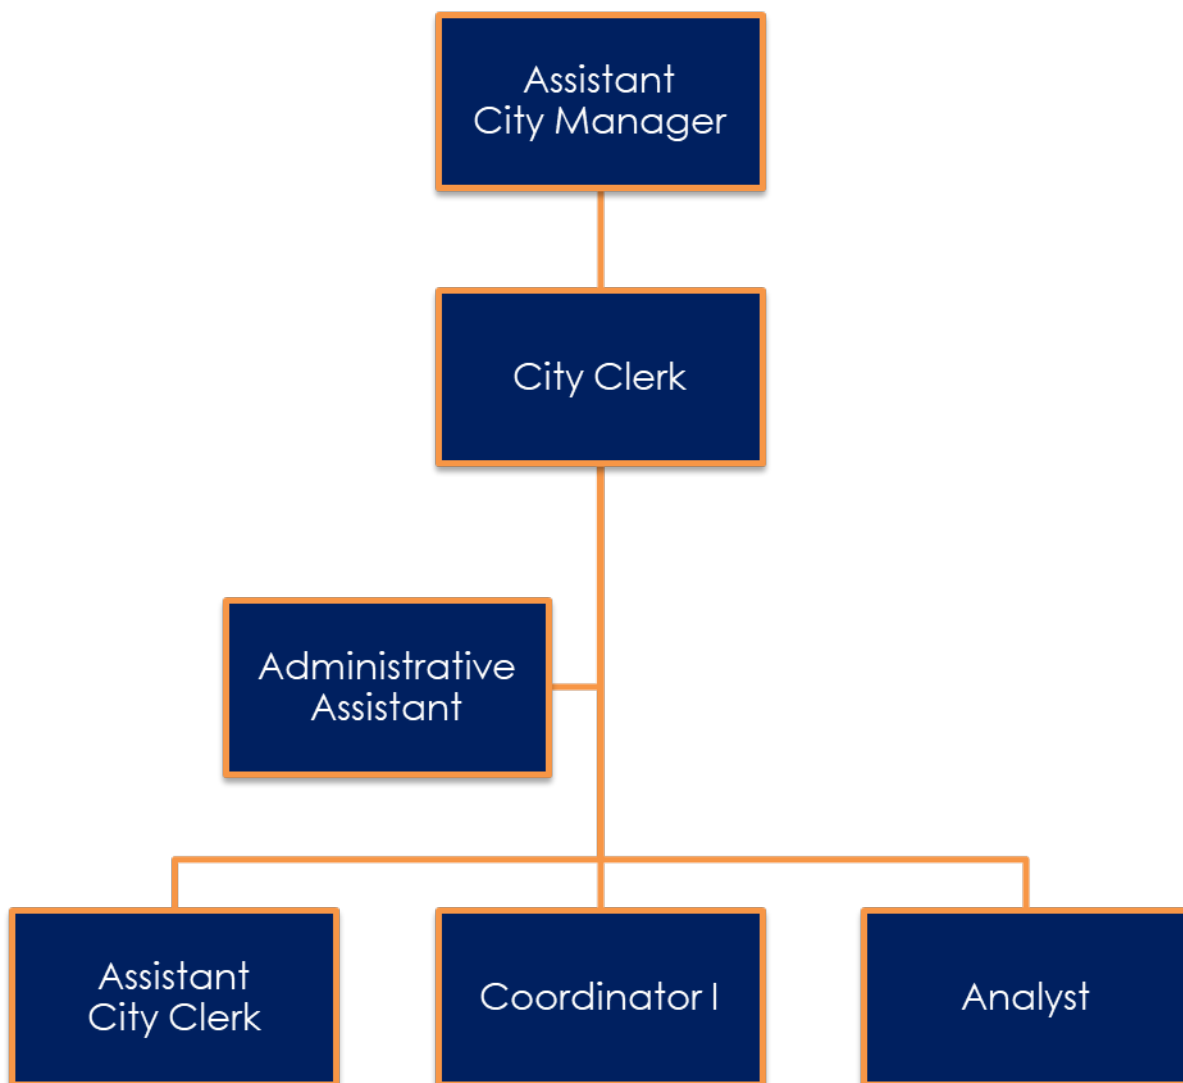 Assistant
City Manager
City Clerk
Administrative
Assistant
Assistant
City Clerk
Coordinator I
Analyst